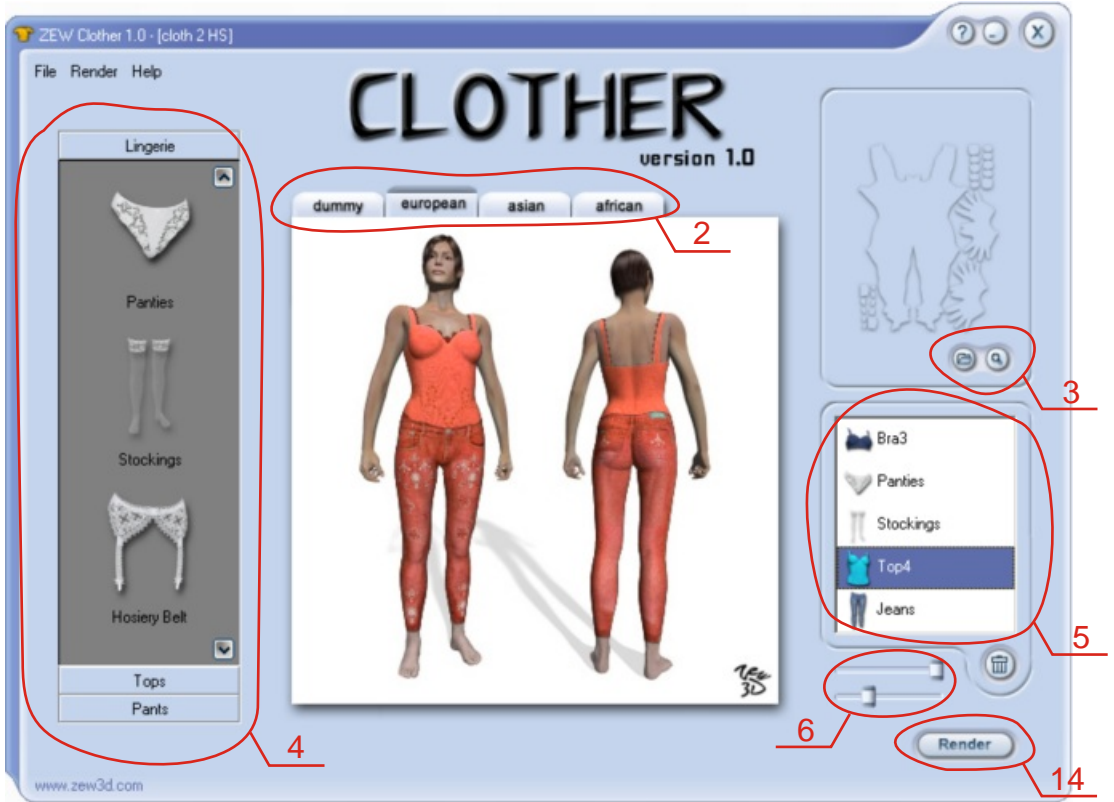 ZEW Clother 1.0 - [cloth 2 HS]
File Render Help
CLOTHER
version 1.0
Lingerie
Panties
Stockings
Hosiery Belt
Tops
Pants
4
dummy european asian african
2
Zew
3D
3
Bra3
Panties
Stockings
Top4
Jeans
5
6
Render
14
www.zew3d.com